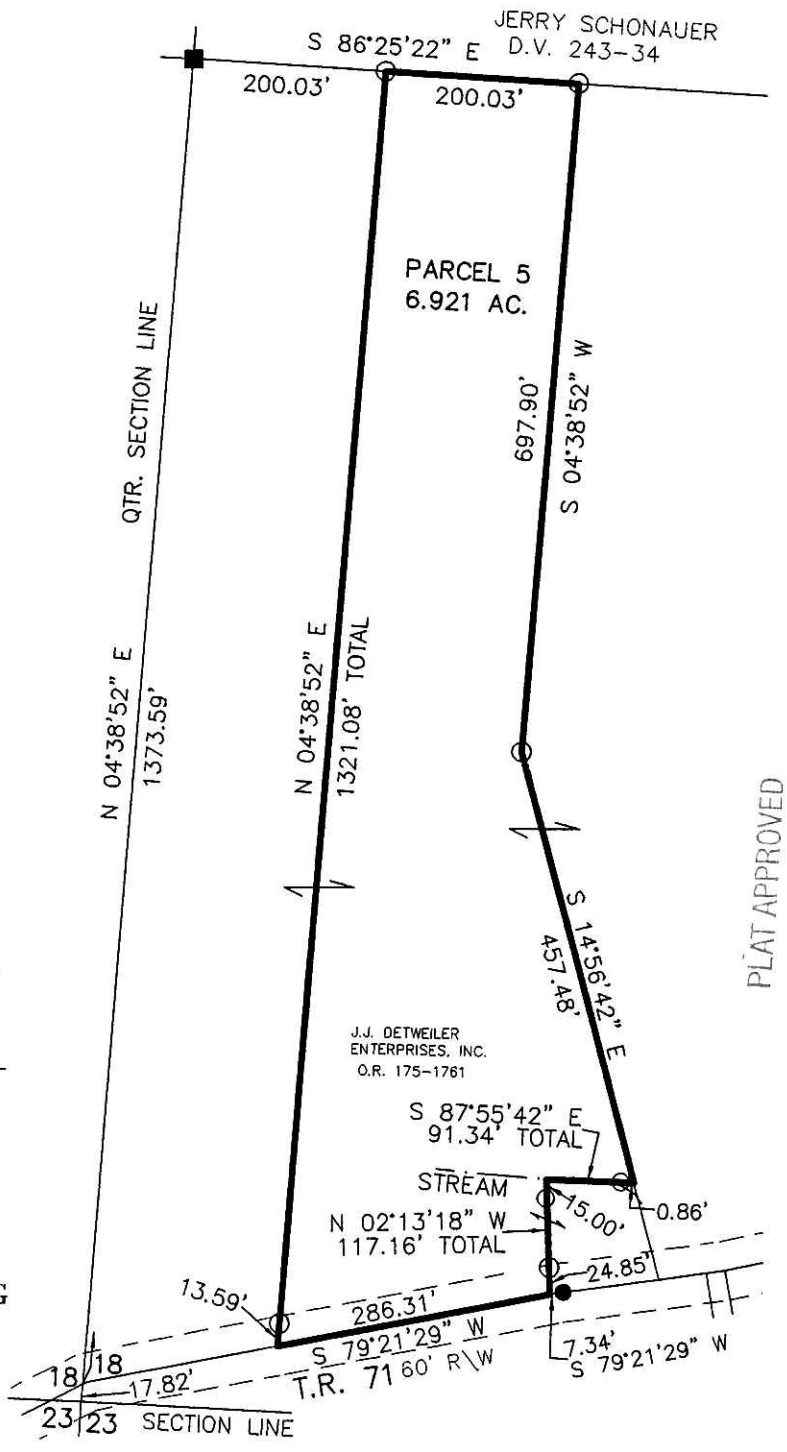 JERRY SCHONAUER
D.V. 243-34
S 86°25'22" E
200.03'
200.03'
PARCEL 5
6.921 AC.
QTR. SECTION LINE
N 04°38'52" E
1373.59'
N 04°38'52" E
1321.08' TOTAL
697.90'
S 04°38'52" W
S 14°56'42" E
457.48'
PLAT APPROVED
J.J. DETWEILER
ENTERPRISES, INC.
O.R. 175-1761
S 87°55'42" E
91.34' TOTAL
STREAM
15.00'
0.86'
N 02°13'18" W
117.16' TOTAL
24.85'
13.59'
286.31'
S 79°21'29" W
7.34'
S 79°21'29" W
T.R. 71 60' R\W
18 18
17.82'
23 23 SECTION LINE